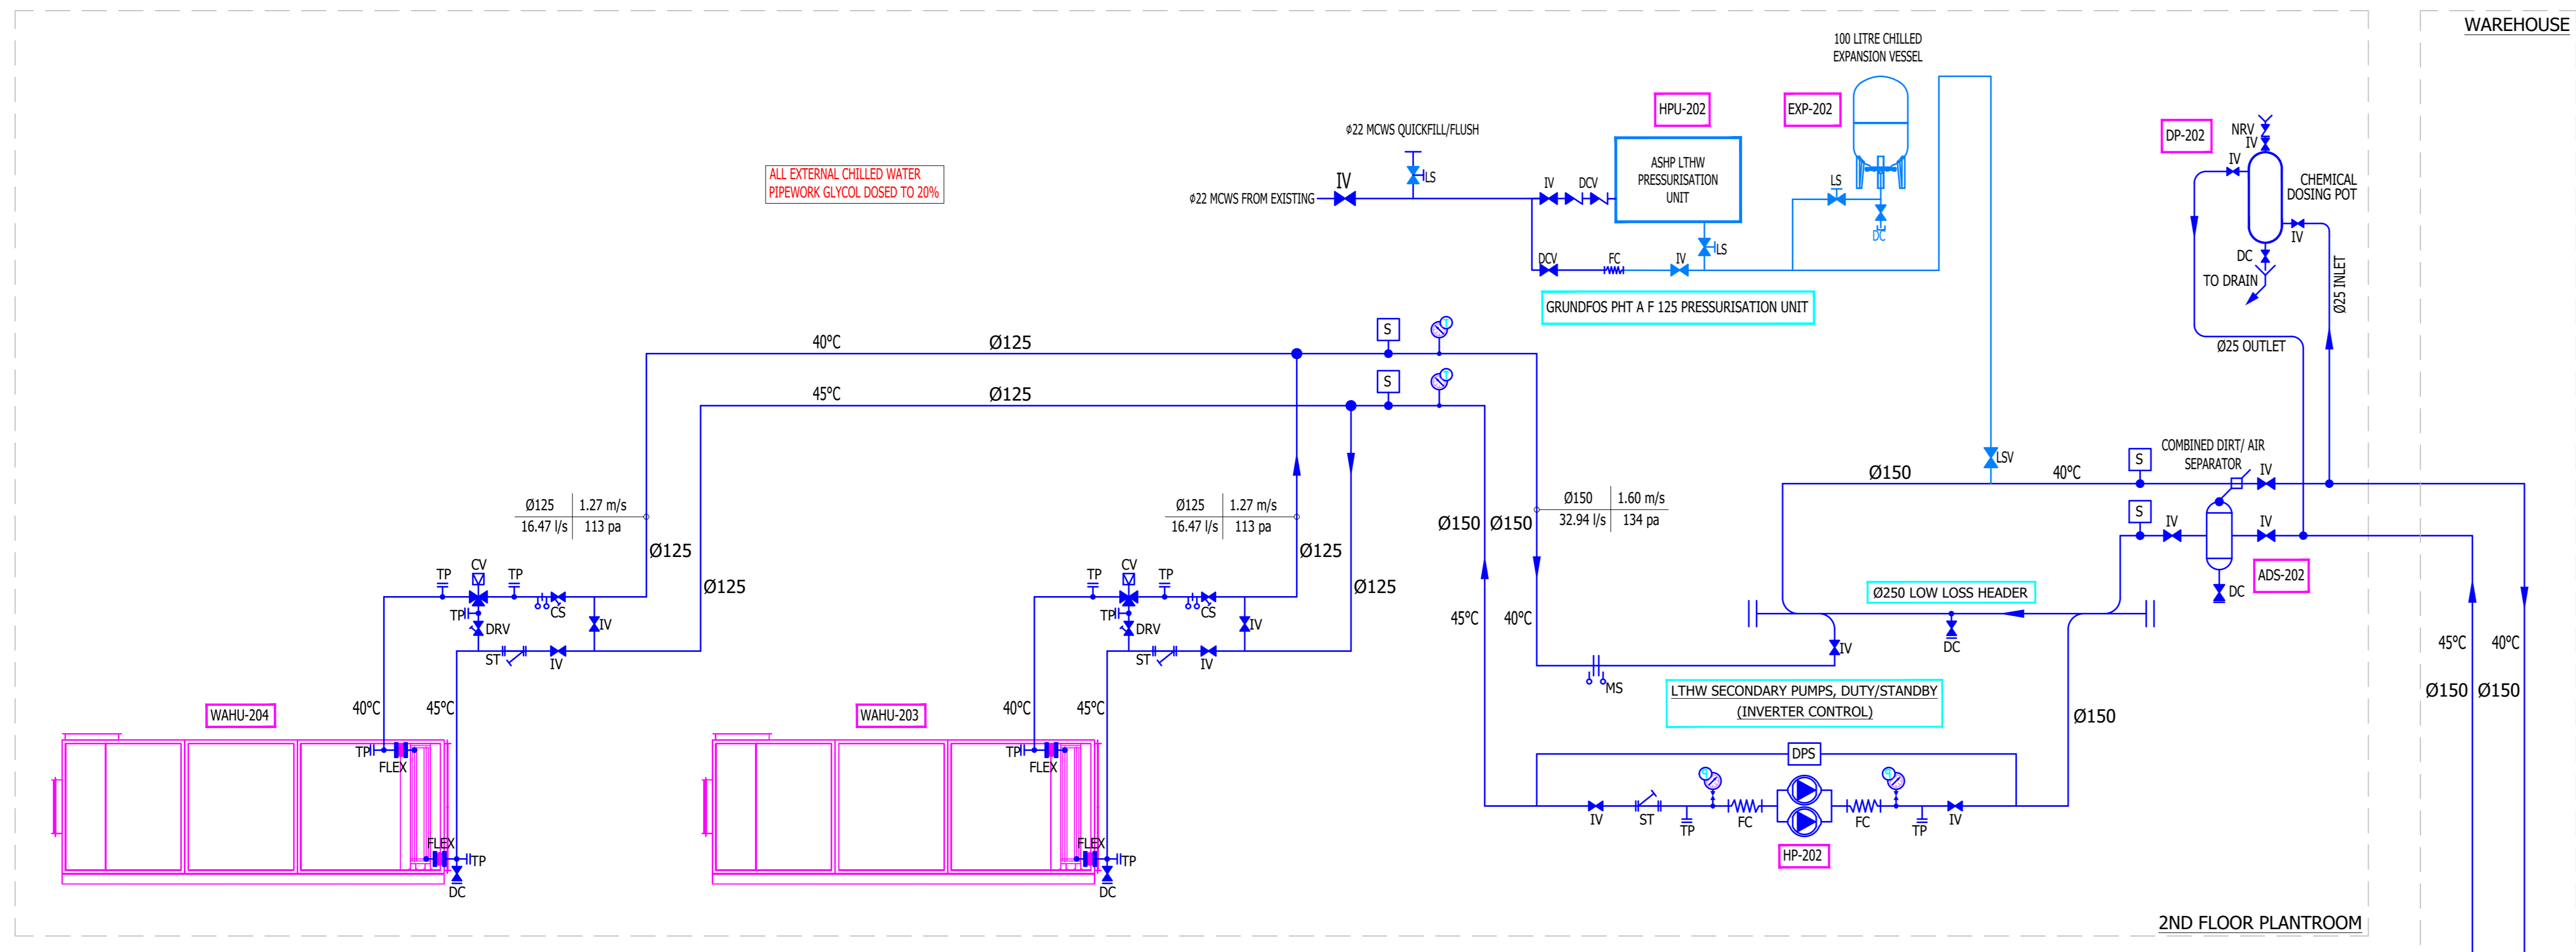 WAREHOUSE
100 LITRE CHILLED
EXPANSION VESSEL
HPU-202
EXP-202
DP-202
NRV
IV
IV
CHEMICAL
DOSING POT
IV
DC
TO DRAIN
Ø25 INLET
Ø25 OUTLET
ø22 MCWS QUICKFILL/FLUSH
LS
ø22 MCWS FROM EXISTING
IV
IV
DCV
ASHP LTHW
PRESSURISATION
UNIT
LS
LS
DC
DCV
FC
IV
GRUNDFOS PHT A F 125 PRESSURISATION UNIT
ALL EXTERNAL CHILLED WATER
PIPEWORK GLYCOL DOSED TO 20%
40°C
Ø125
S
T
45°C
Ø125
S
T
LSV
Ø150
40°C
S
COMBINED DIRT/ AIR
SEPARATOR
IV
S
IV
IV
ADS-202
DC
Ø125
1.27 m/s
16.47 l/s
113 pa
Ø125
1.27 m/s
16.47 l/s
113 pa
Ø150
1.60 m/s
32.94 l/s
134 pa
Ø150
Ø150
Ø125
Ø125
Ø125
Ø125
TP
CV
TP
CS
TP
DRV
IV
ST
IV
TP
CV
TP
CS
TP
DRV
IV
ST
IV
45°C
40°C
Ø250 LOW LOSS HEADER
DC
IV
MS
LTHW SECONDARY PUMPS, DUTY/STANDBY
(INVERTER CONTROL)
Ø150
45°C
40°C
Ø150
Ø150
WAHU-204
40°C
45°C
TP
FLEX
FLEX
TP
DC
WAHU-203
40°C
45°C
TP
FLEX
FLEX
TP
DC
DPS
P
P
IV
ST
TP
FC
FC
TP
IV
HP-202
2ND FLOOR PLANTROOM